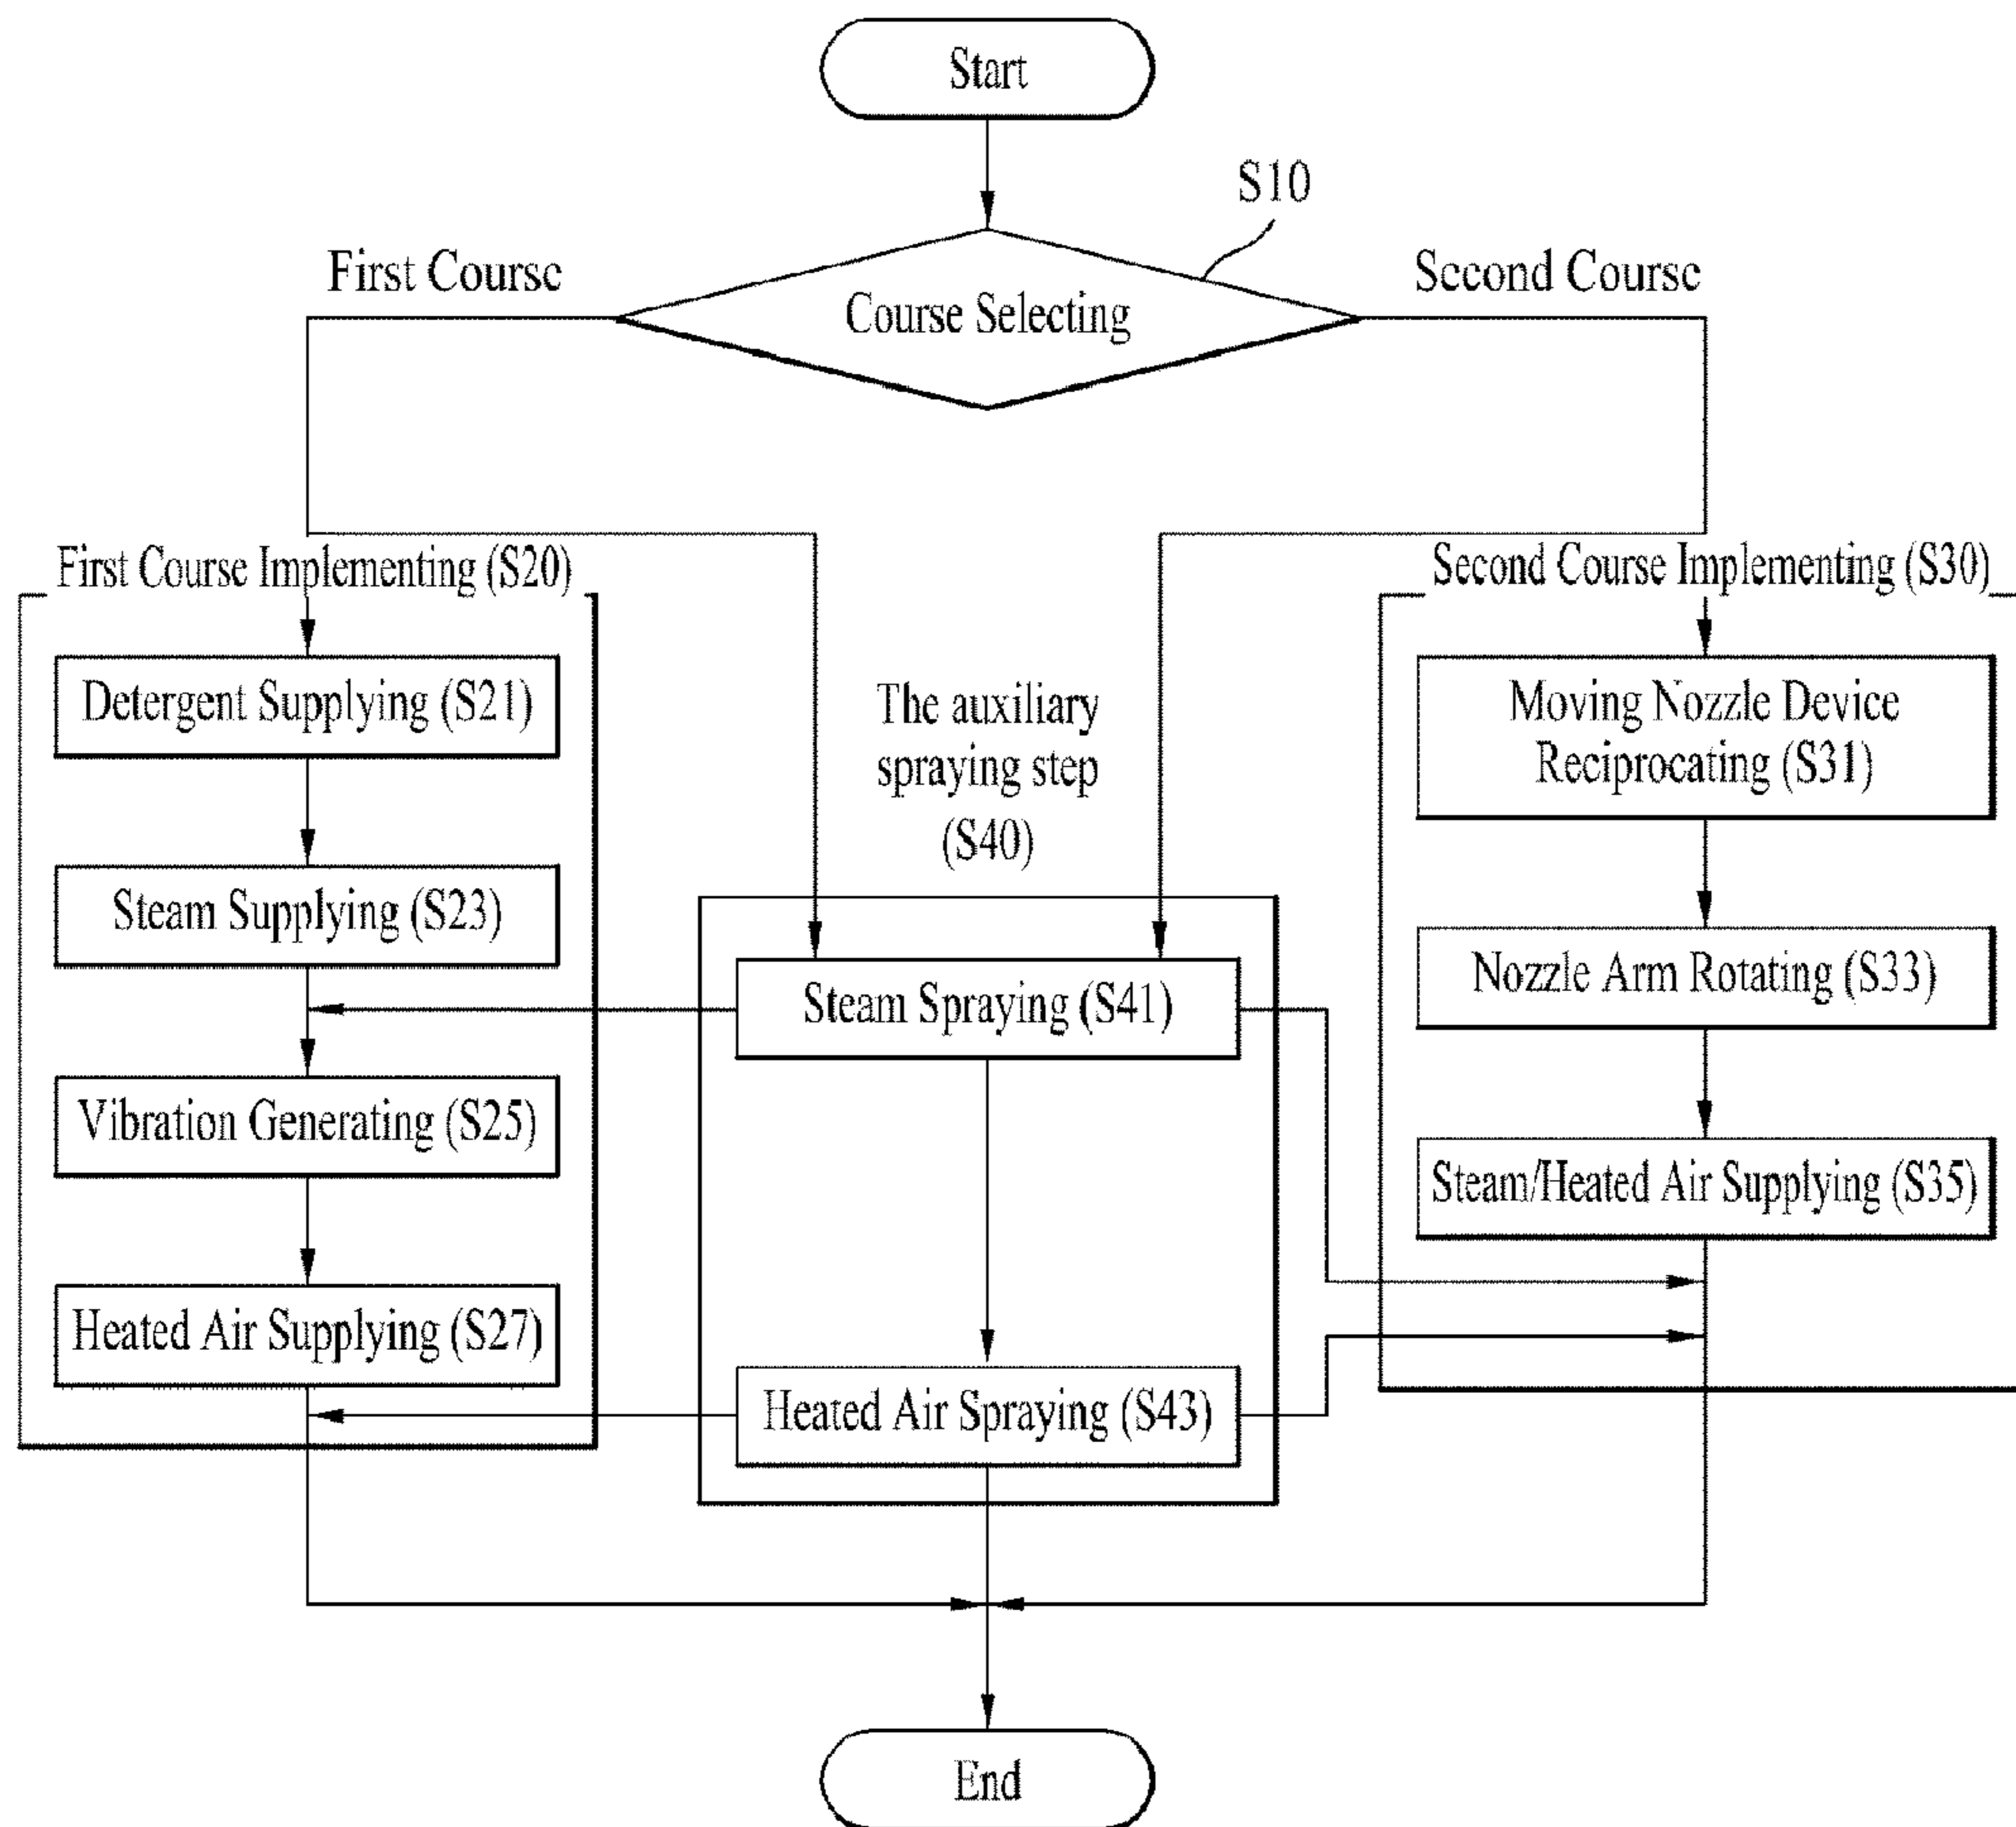 Start
S10
First Course
Second Course
Course Selecting
First Course Implementing (S20)
Detergent Supplying (S21)
Steam Supplying (S23)
Vibration Generating (S25)
Heated Air Supplying (S27)
The auxiliary
spraying step
(S40)
Steam Spraying (S41)
Heated Air Spraying (S43)
Second Course Implementing (S30)
Moving Nozzle Device
Reciprocating (S31)
Nozzle Arm Rotating (S33)
Steam/Heated Air Supplying (S35)
End